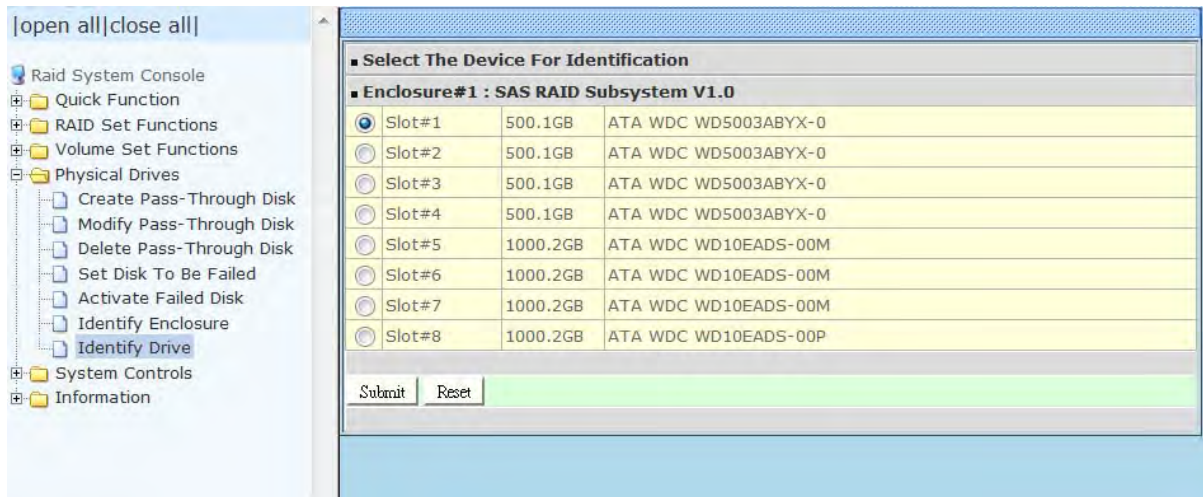 |open all|close all|
Raid System Console
Quick Function
RAID Set Functions
Volume Set Functions
Physical Drives
Create Pass-Through Disk
Modify Pass-Through Disk
Delete Pass-Through Disk
Set Disk To Be Failed
Activate Failed Disk
Identify Enclosure
Identify Drive
System Controls
Information
Select The Device For Identification
Enclosure#1 : SAS RAID Subsystem V1.0
Slot#1 500.1GB ATA WDC WD5003ABYX-0
Slot#2 500.1GB ATA WDC WD5003ABYX-0
Slot#3 500.1GB ATA WDC WD5003ABYX-0
Slot#4 500.1GB ATA WDC WD5003ABYX-0
Slot#5 1000.2GB ATA WDC WD10EADS-00M
Slot#6 1000.2GB ATA WDC WD10EADS-00M
Slot#7 1000.2GB ATA WDC WD10EADS-00M
Slot#8 1000.2GB ATA WDC WD10EADS-00P
Submit Reset